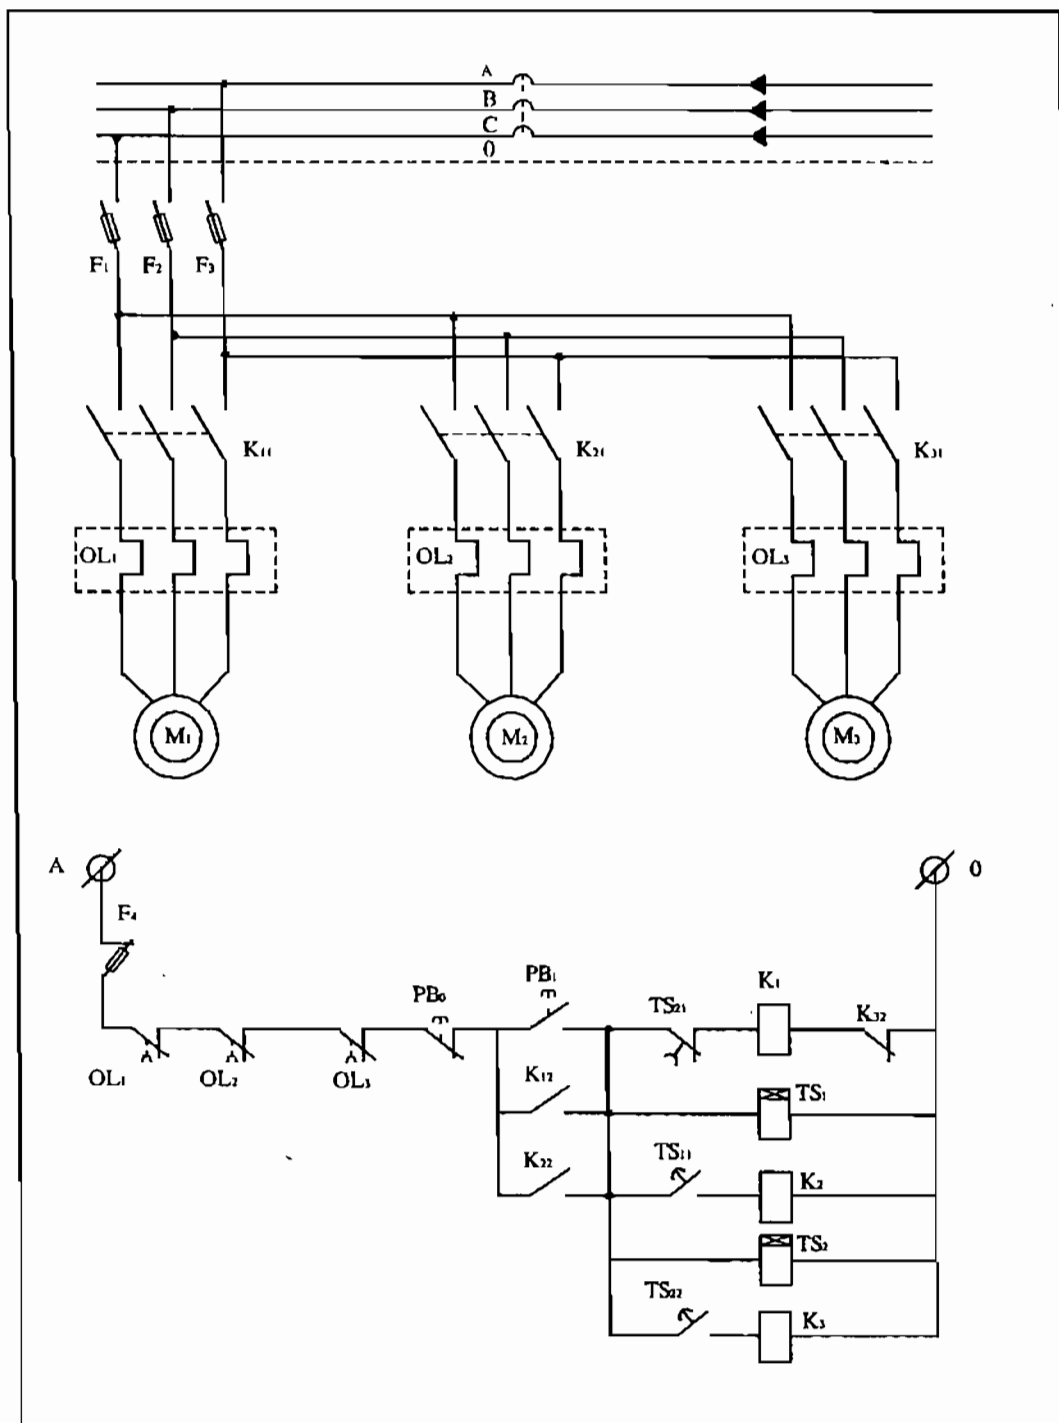 A
B
C
0
F₁ F₂ F₃
K₁₁ K₂₁ K₃₁
OL₁ OL₂ OL₃
M₁ M₂ M₃
A 0
F₄
PB₀ PB₁ TS₂₁ K₁ K₃₂
OL₁ OL₂ OL₃
K₁₂ TS₁
K₂₂ TS₁₁ K₂
TS₂
TS₂₂ K₃